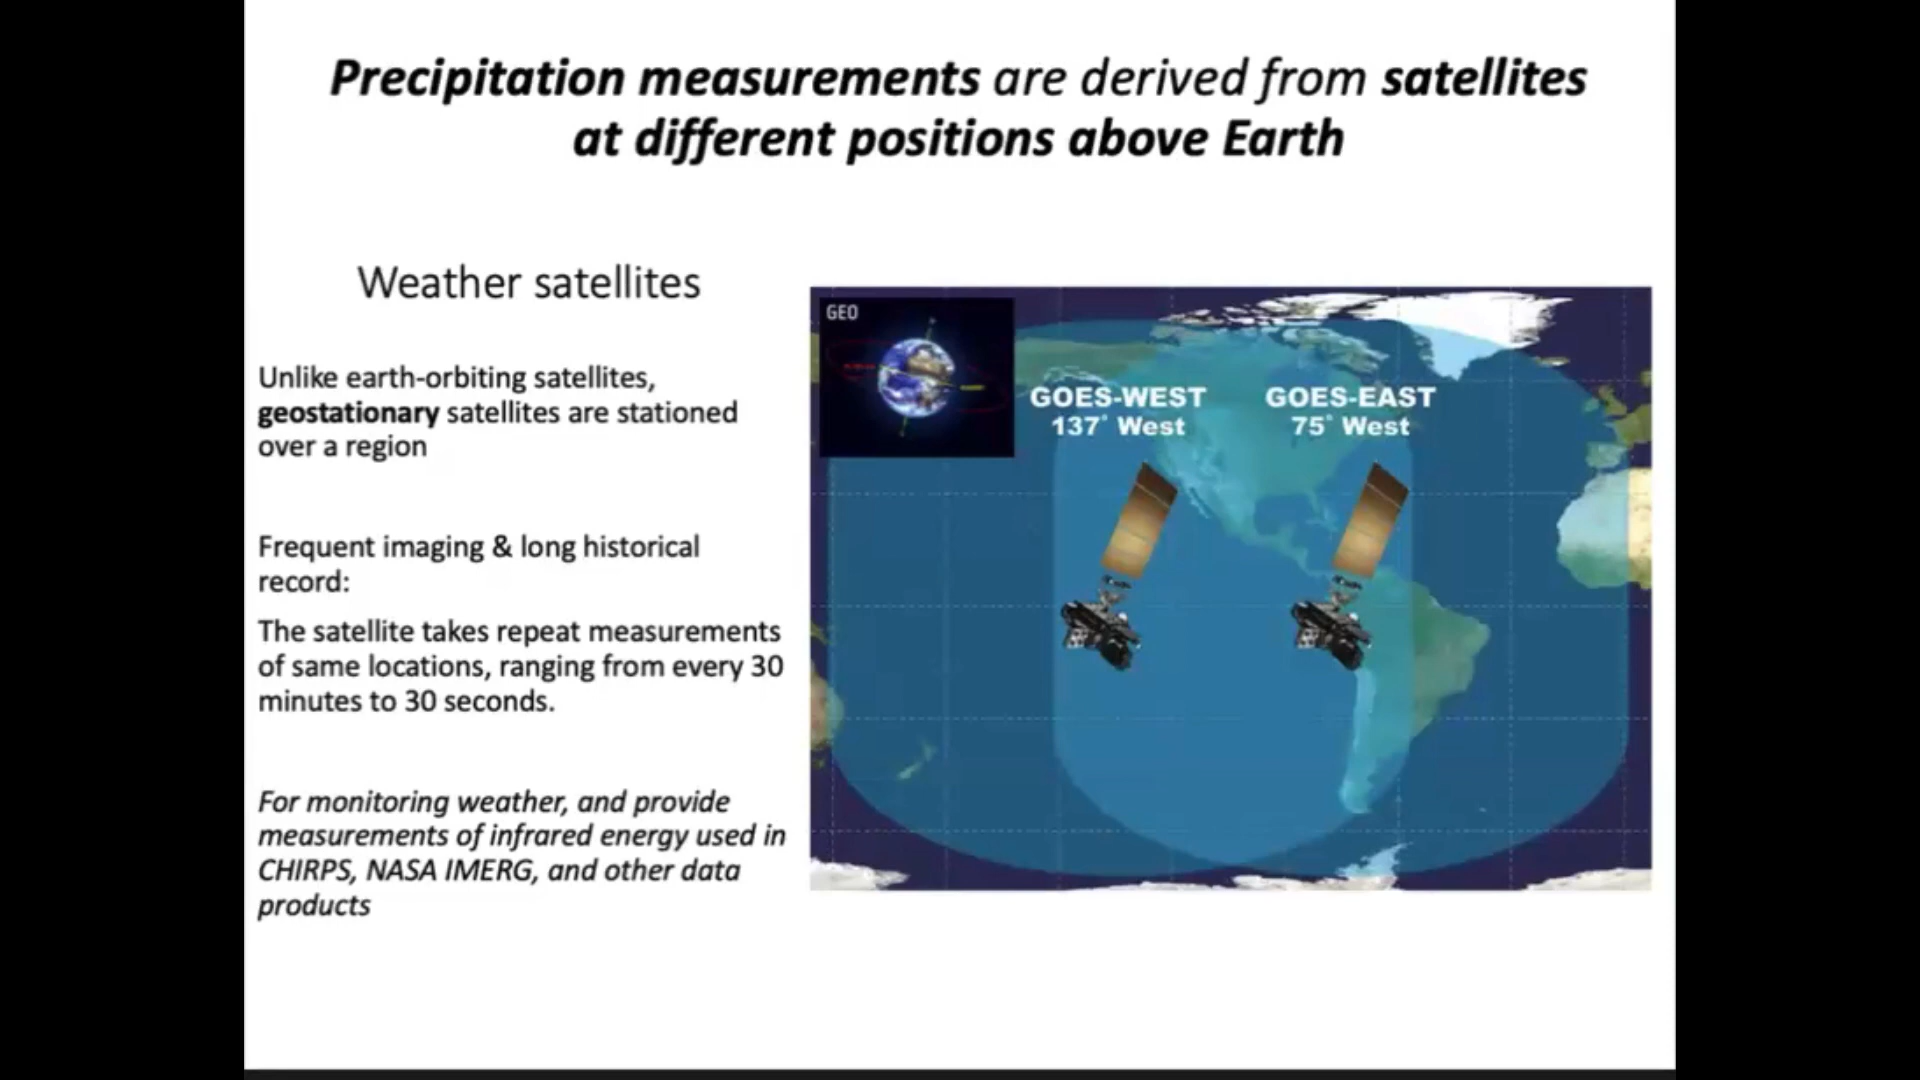 Precipitation measurements are derived from satellites
at different positions above Earth
Weather satellites
Unlike earth-orbiting satellites,
geostationary satellites are stationed
over a region
Frequent imaging & long historical
record:
The satellite takes repeat measurements
of same locations, ranging from every 30
minutes to 30 seconds.
For monitoring weather, and provide
measurements of infrared energy used in
CHIRPS, NASA IMERG, and other data
products
GEO
GOES-WEST
137° West
GOES-EAST
75° West